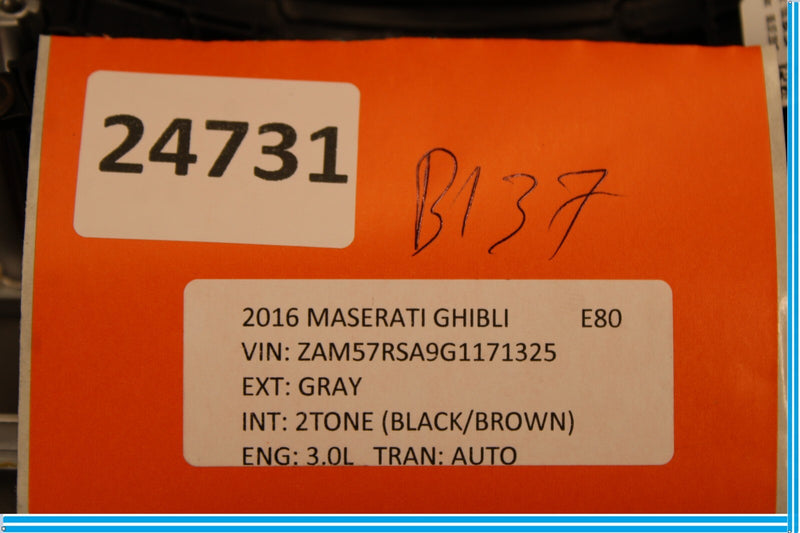 24731
B137
2016 MASERATI GHIBLI E80
VIN: ZAM57RSA9G1171325
EXT: GRAY
INT: 2TONE (BLACK/BROWN)
ENG: 3.0L TRAN: AUTO